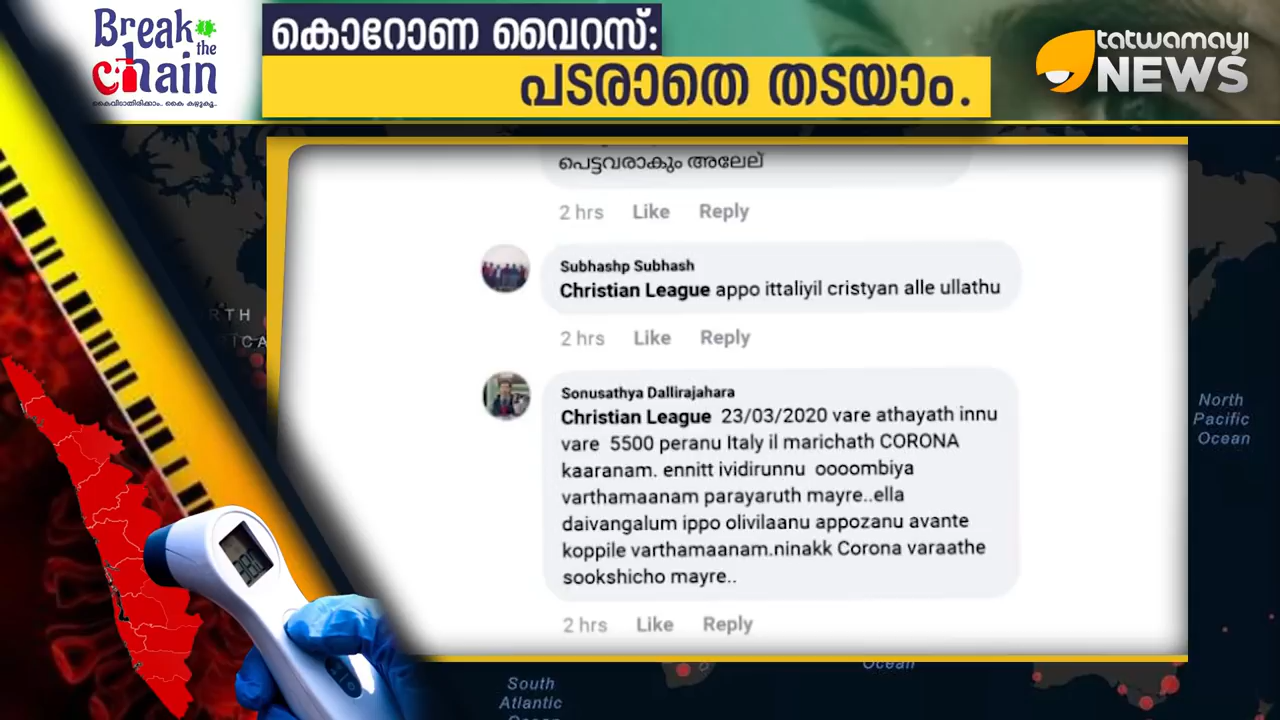 Break
the
chain
കൈവിടാതിരിക്കാം.. കൈ കഴുകൂ..
കൊറോണ വൈറസ്:
പടരാതെ തടയാം.
tatwamayi
NEWS
പെട്ടവരാകും അലേല്
2 hrs Like Reply
Subhashp Subhash
Christian League appo ittaliyil cristyan alle ullathu
2 hrs Like Reply
Sonusathya Dallirajahara
Christian League 23/03/2020 vare athayath innu
vare 5500 peranu Italy il marichath CORONA
kaaranam. ennitt ividirunnu oooombiya
varthamaanam parayaruth mayre..ella
daivangalum ippo olivilaanu appozanu avante
koppile varthamaanam.ninakk Corona varaathe
sookshicho mayre..
2 hrs Like Reply
North
Pacific
Ocean
Ocean
South
Atlantic